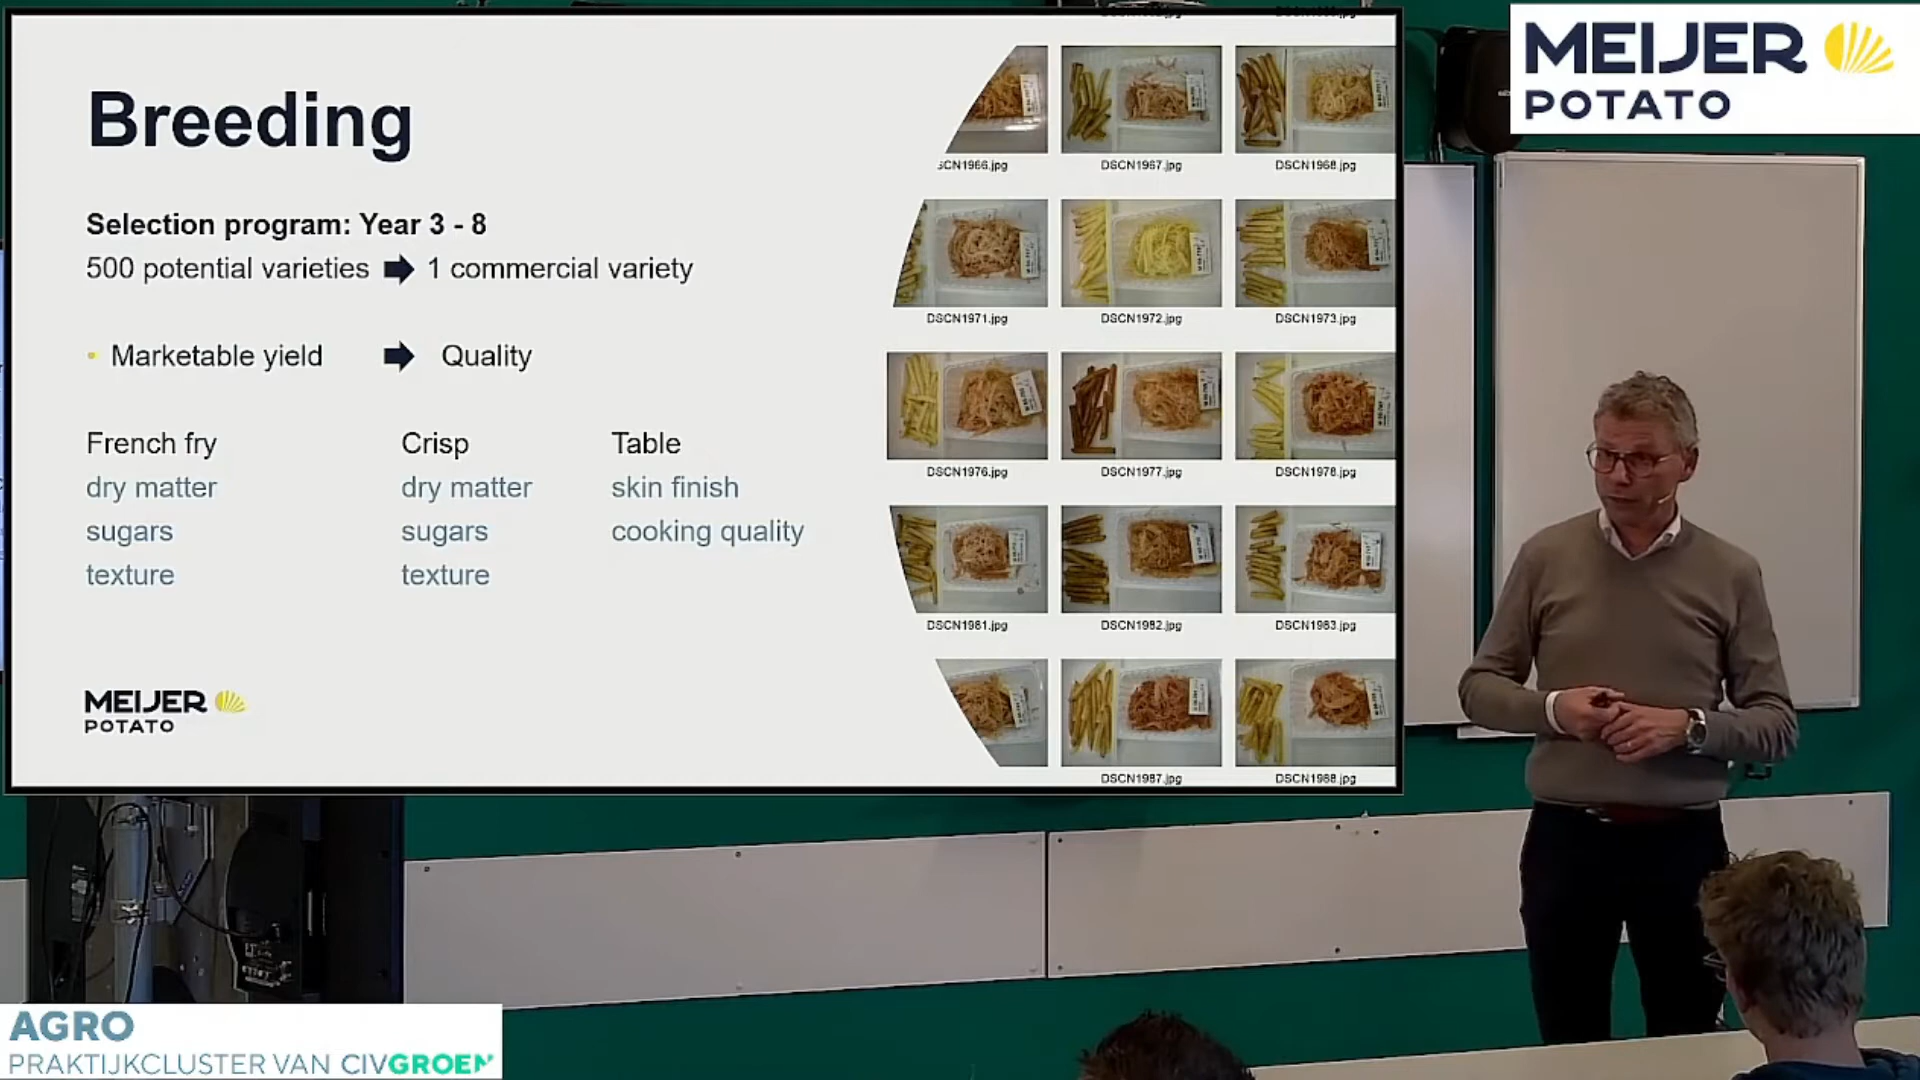 Breeding
Selection program: Year 3 - 8
500 potential varieties 1 commercial variety
• Marketable yield Quality
French fry Crisp Table
dry matter dry matter skin finish
sugars sugars cooking quality
texture texture
MEIJER
POTATO
DSCN1967.jpg DSCN1968.jpg
DSCN1971.jpg DSCN1972.jpg DSCN1973.jpg
DSCN1976.jpg DSCN1977.jpg DSCN1978.jpg
DSCN1981.jpg DSCN1982.jpg DSCN1983.jpg
DSCN1987.jpg DSCN1988.jpg
MEIJER
POTATO
AGRO
PRAKTIJKCLUSTER VAN CIVGROEN